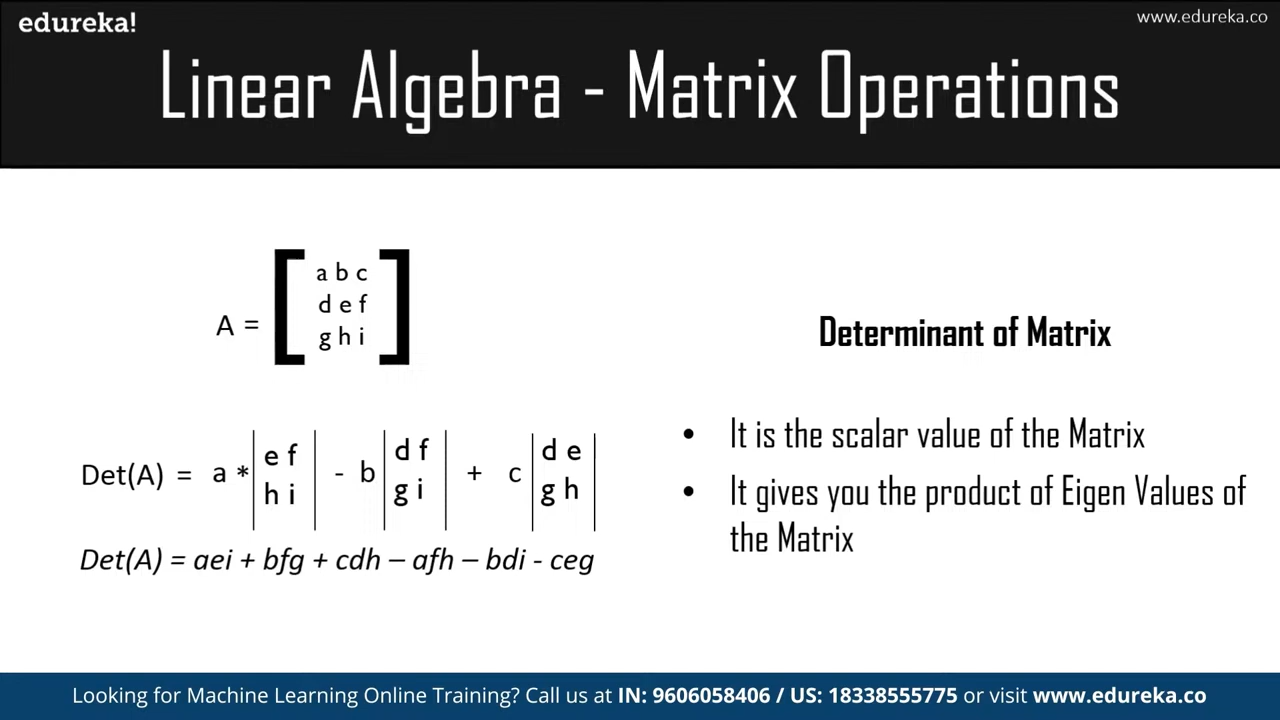 edureka!
www.edureka.co
Linear Algebra - Matrix Operations
A = [ a b c
d e f
g h i ]
Determinant of Matrix
• It is the scalar value of the Matrix
• It gives you the product of Eigen Values of
the Matrix
Det(A) = a * | e f | - b | d f | + c | d e |
| h i | | g i | | g h |
Det(A) = aei + bfg + cdh – afh – bdi - ceg
Looking for Machine Learning Online Training? Call us at IN: 9606058406 / US: 18338555775 or visit www.edureka.co